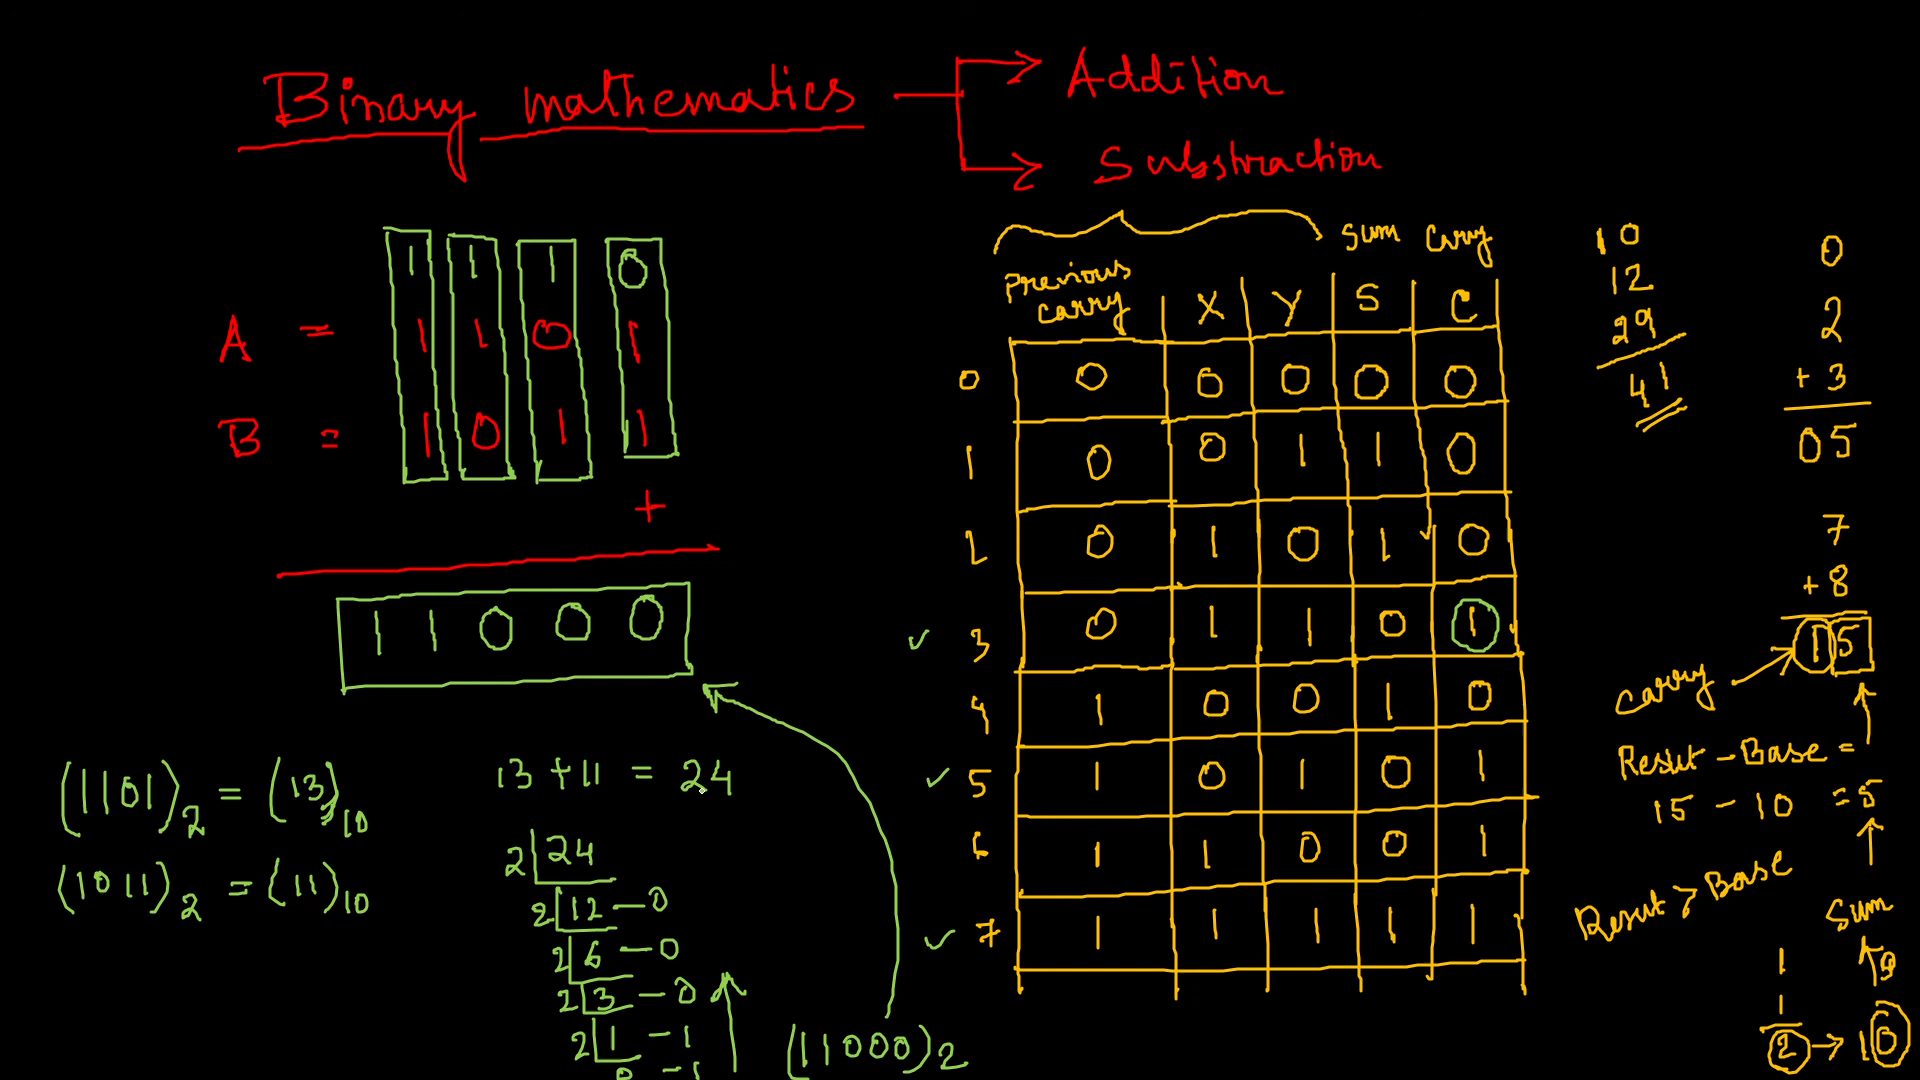 Binary mathematics
Addition
Substraction
1 1 1 0
A = 1 1 0 1
B = 1 0 1 1
+
1 1 0 0 0
(1101)2 = (13)10
(1011)2 = (11)10
13 + 11 = 24
2 24
2 12 - 0
2 6 - 0
2 3 - 0
2 1 - 1
0 - 1
(11000)2
sum carry
Previous carry X Y S C
0 0 0 0 0 0
1 0 0 1 1 0
2 0 1 0 1 0
✓ 3 0 1 1 0 1
4 1 0 0 1 0
✓ 5 1 0 1 0 1
6 1 1 0 0 1
✓ 7 1 1 1 1 1
1 0
12
29
41
0
2
+ 3
05
7
+ 8
15
carry
Result - Base =
15 - 10 = 5
Result > Base
sum
1
1
2 → 10